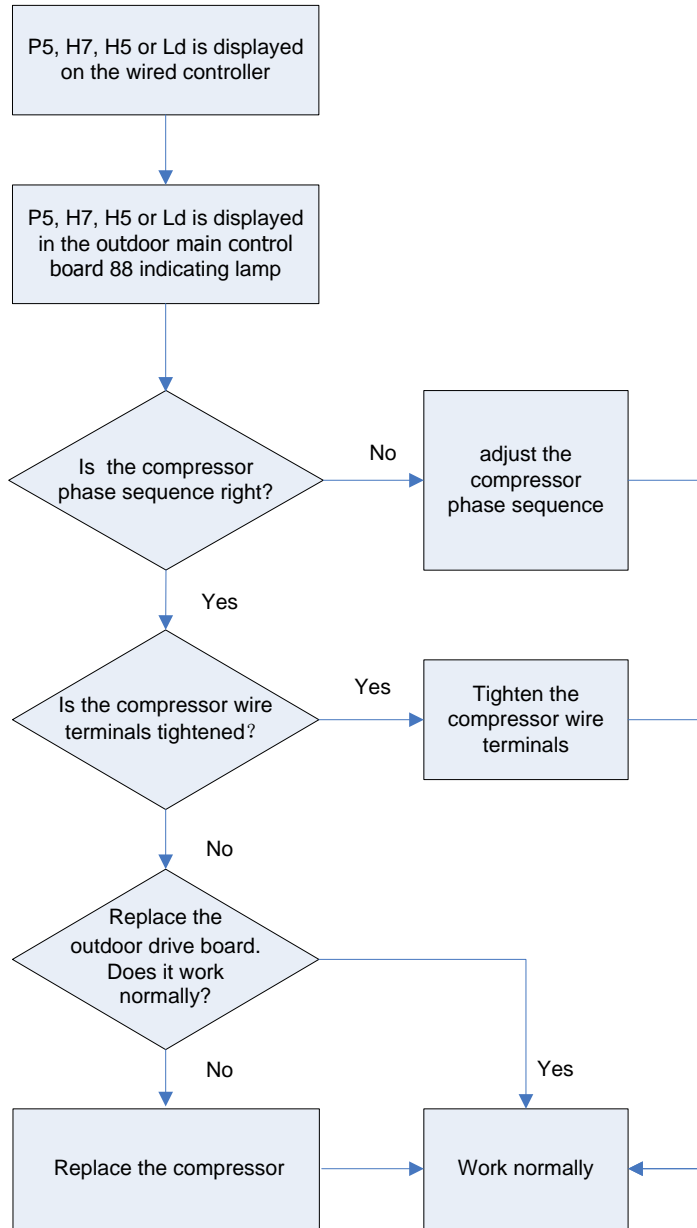 P5, H7, H5 or Ld is displayed
on the wired controller
P5, H7, H5 or Ld is displayed
in the outdoor main control
board 88 indicating lamp
Is the compressor
phase sequence right?
No
adjust the
compressor
phase sequence
Yes
Is the compressor wire
terminals tightened?
Yes
Tighten the
compressor wire
terminals
No
Replace the
outdoor drive board.
Does it work
normally?
No
Yes
Replace the compressor
Work normally